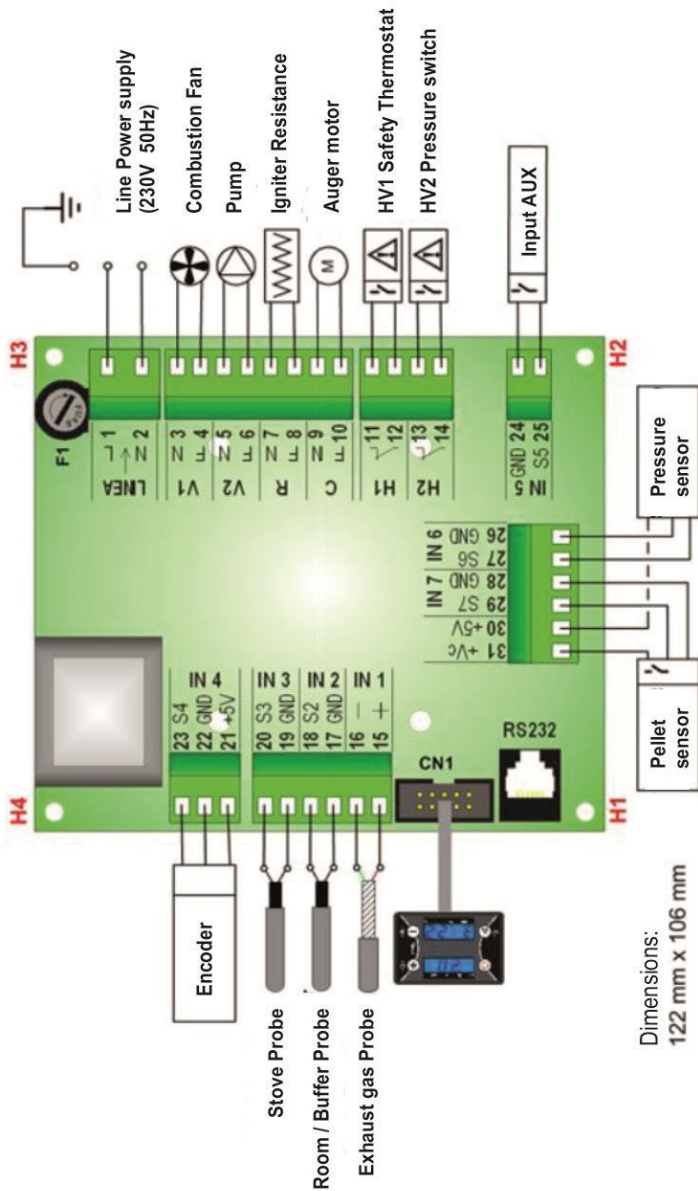 H3
H4
H2
H1
F1
FUSE
Line Power supply
(230V 50Hz)
Combustion Fan
Pump
Igniter Resistance
Auger motor
M
HV1 Safety Thermostat
HV2 Pressure switch
Input AUX
LINEA
L 1
N 2
V1
N 3
F 4
V2
N 5
F 6
R
N 7
F 8
C
N 9
F 10
H1
11
12
H2
13
14
IN 5
GND 24
S5 25
IN 6
26 GND
27 S6
IN 7
28 GND
29 S7
30 +5V
31 +Vc
Pressure
sensor
Pellet
sensor
IN 4
23 S4
22 GND
21 +5V
IN 3
20 S3
19 GND
IN 2
18 S2
17 GND
IN 1
16 −
15 +
CN1
RS232
Encoder
Stove Probe
Room / Buffer Probe
Exhaust gas Probe
Dimensions:
122 mm x 106 mm